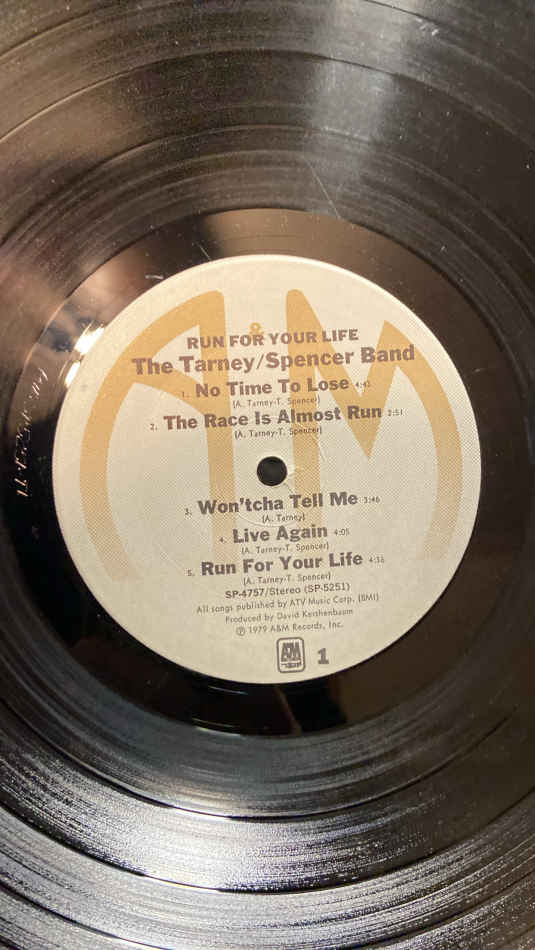 &
RUN FOR YOUR LIFE
The Tarney/Spencer Band
1. No Time To Lose 4:42
(A. Tarney-T. Spencer)
2. The Race Is Almost Run 2:51
(A. Tarney-T. Spencer)
3. Won'tcha Tell Me 3:46
(A. Tarney)
4. Live Again 4:05
(A. Tarney-T. Spencer)
5. Run For Your Life 4:36
(A. Tarney-T. Spencer)
SP-4757/Stereo (SP-5251)
All songs published by ATV Music Corp. (BMI)
Produced by David Kershenbaum
℗ 1979 A&M Records, Inc.
A&M 1